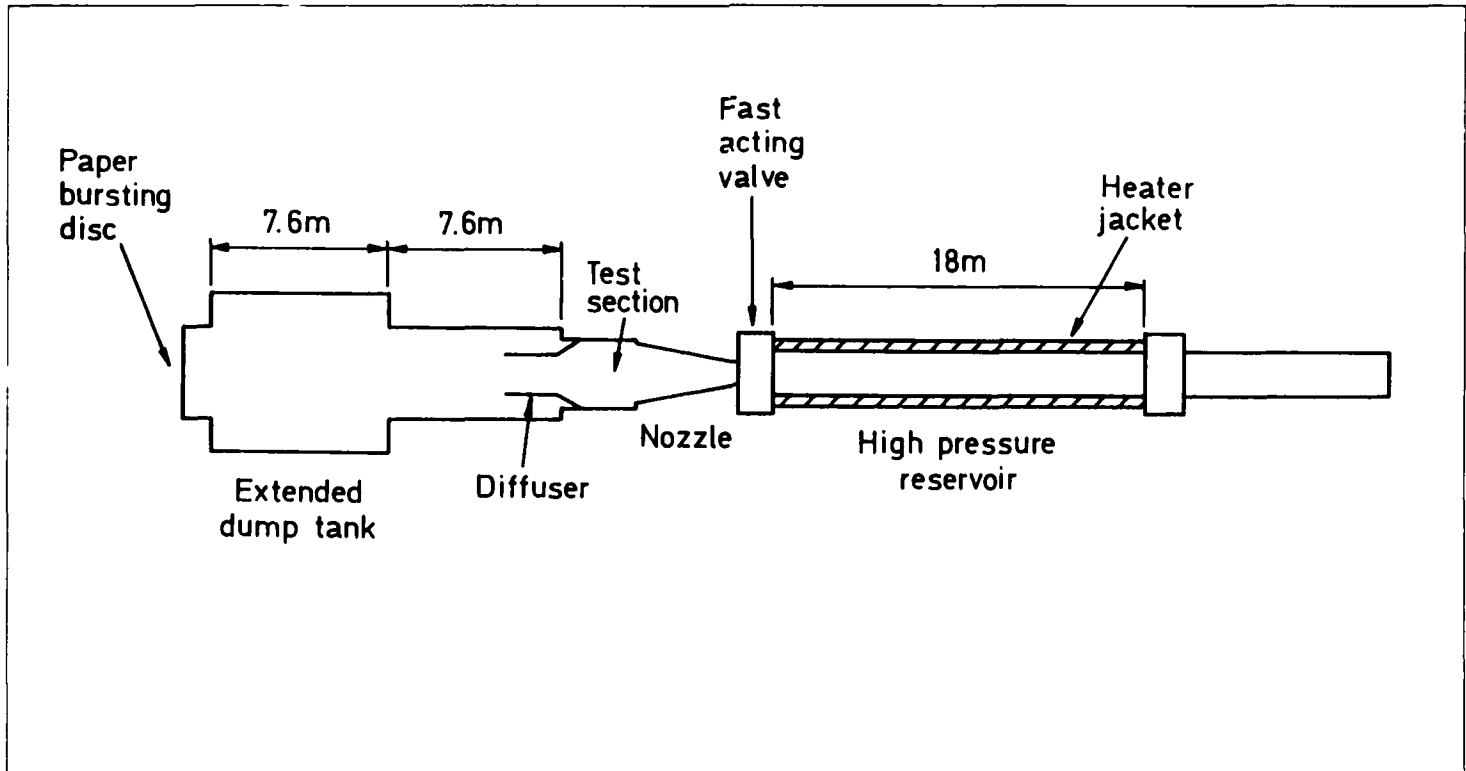 Fast
acting
valve
Paper
bursting
disc
Heater
jacket
7.6m
7.6m
18m
Test
section
Nozzle
High pressure
reservoir
Diffuser
Extended
dump tank